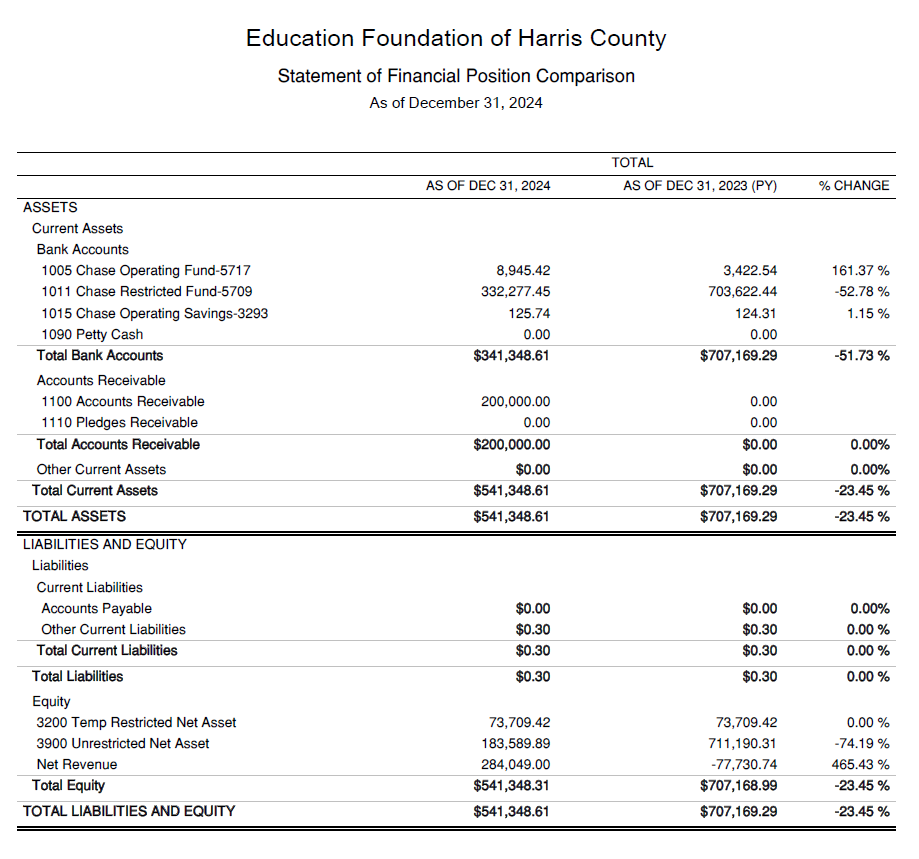 Education Foundation of Harris County
Statement of Financial Position Comparison
As of December 31, 2024
TOTAL
AS OF DEC 31, 2024 AS OF DEC 31, 2023 (PY) % CHANGE
ASSETS
Current Assets
Bank Accounts
1005 Chase Operating Fund-5717 8,945.42 3,422.54 161.37 %
1011 Chase Restricted Fund-5709 332,277.45 703,622.44 -52.78 %
1015 Chase Operating Savings-3293 125.74 124.31 1.15 %
1090 Petty Cash 0.00 0.00
Total Bank Accounts $341,348.61 $707,169.29 -51.73 %
Accounts Receivable
1100 Accounts Receivable 200,000.00 0.00
1110 Pledges Receivable 0.00 0.00
Total Accounts Receivable $200,000.00 $0.00 0.00%
Other Current Assets $0.00 $0.00 0.00%
Total Current Assets $541,348.61 $707,169.29 -23.45 %
TOTAL ASSETS $541,348.61 $707,169.29 -23.45 %
LIABILITIES AND EQUITY
Liabilities
Current Liabilities
Accounts Payable $0.00 $0.00 0.00%
Other Current Liabilities $0.30 $0.30 0.00 %
Total Current Liabilities $0.30 $0.30 0.00 %
Total Liabilities $0.30 $0.30 0.00 %
Equity
3200 Temp Restricted Net Asset 73,709.42 73,709.42 0.00 %
3900 Unrestricted Net Asset 183,589.89 711,190.31 -74.19 %
Net Revenue 284,049.00 -77,730.74 465.43 %
Total Equity $541,348.31 $707,168.99 -23.45 %
TOTAL LIABILITIES AND EQUITY $541,348.61 $707,169.29 -23.45 %